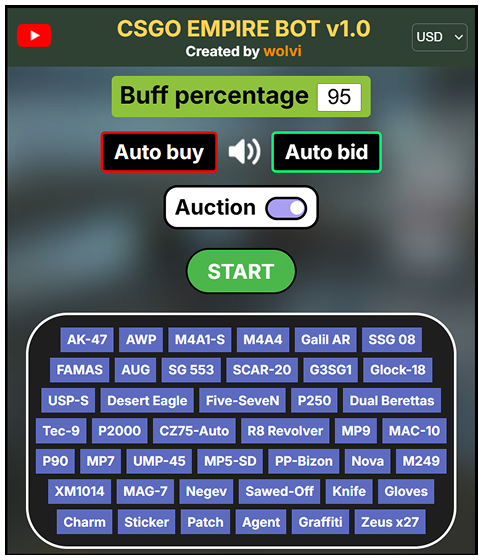 CSGO EMPIRE BOT v1.0
USD
Created by wolvi
Buff percentage 95
Auto buy Auto bid
Auction
START
AK-47 AWP M4A1-S M4A4 Galil AR SSG 08
FAMAS AUG SG 553 SCAR-20 G3SG1 Glock-18
USP-S Desert Eagle Five-SeveN P250 Dual Berettas
Tec-9 P2000 CZ75-Auto R8 Revolver MP9 MAC-10
P90 MP7 UMP-45 MP5-SD PP-Bizon Nova M249
XM1014 MAG-7 Negev Sawed-Off Knife Gloves
Charm Sticker Patch Agent Graffiti Zeus x27